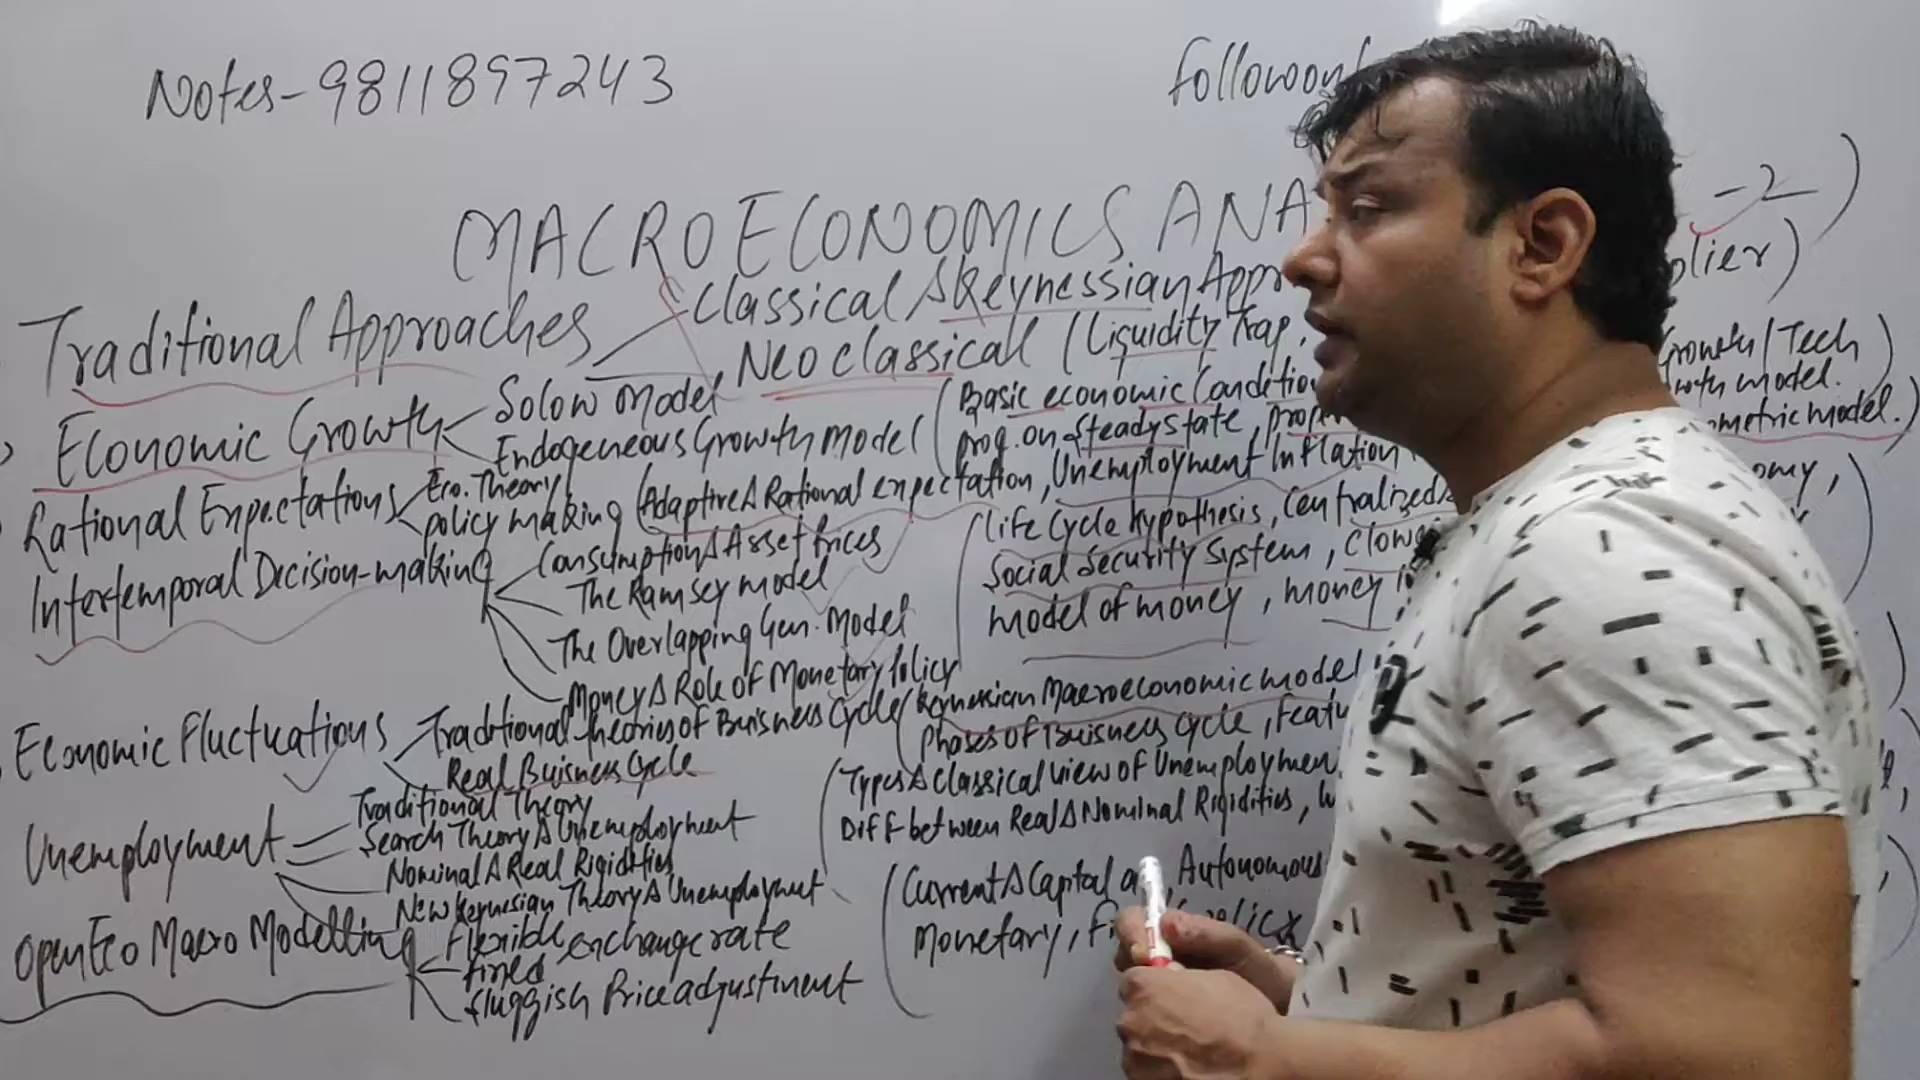 Notes-9811897243
Followon
MACROECONOMICS ANA -2)
Classical & Keynessian Appr plier)
Traditional Approaches
Neoclassical (Liquidity Trap, Growth/Tech
Economic Growth
Solow Model
(Basic economic Conditio wth model.
Endogeneous Growth Model
prog. on Steady State, prop ometric model.)
Rational Expectations
Eco. Theory
policy making (Adaptive & Rational expectation, Unemployment Inflation omy,
Intertemporal Decision-making
Consumption & Asset Prices
(life Cycle hypothesis, Centralized &
The Ramsey model
Social Security System,
The Overlapping Gen. Model
model of money, money i
Money & Role of Monetary policy
Economic Fluctuations
Traditional theories of Buisness Cycle
(Keynesian Macroeconomic model
Real Buisness Cycle
Phases of Buisness cycle, featu
Unemployment
Traditional Theory
(Types & Classical view of Unemploymen
Search Theory & Unemployment
Diff between Real & Nominal Rigidities,
Nominal & Real Rigidities
New Keynesian Theory & Unemployment
(Current & Capital a , Autonomous
Open Eco Macro Modelling
Flexible exchange rate
Monetary,
fixed
Sluggish Price adjustment